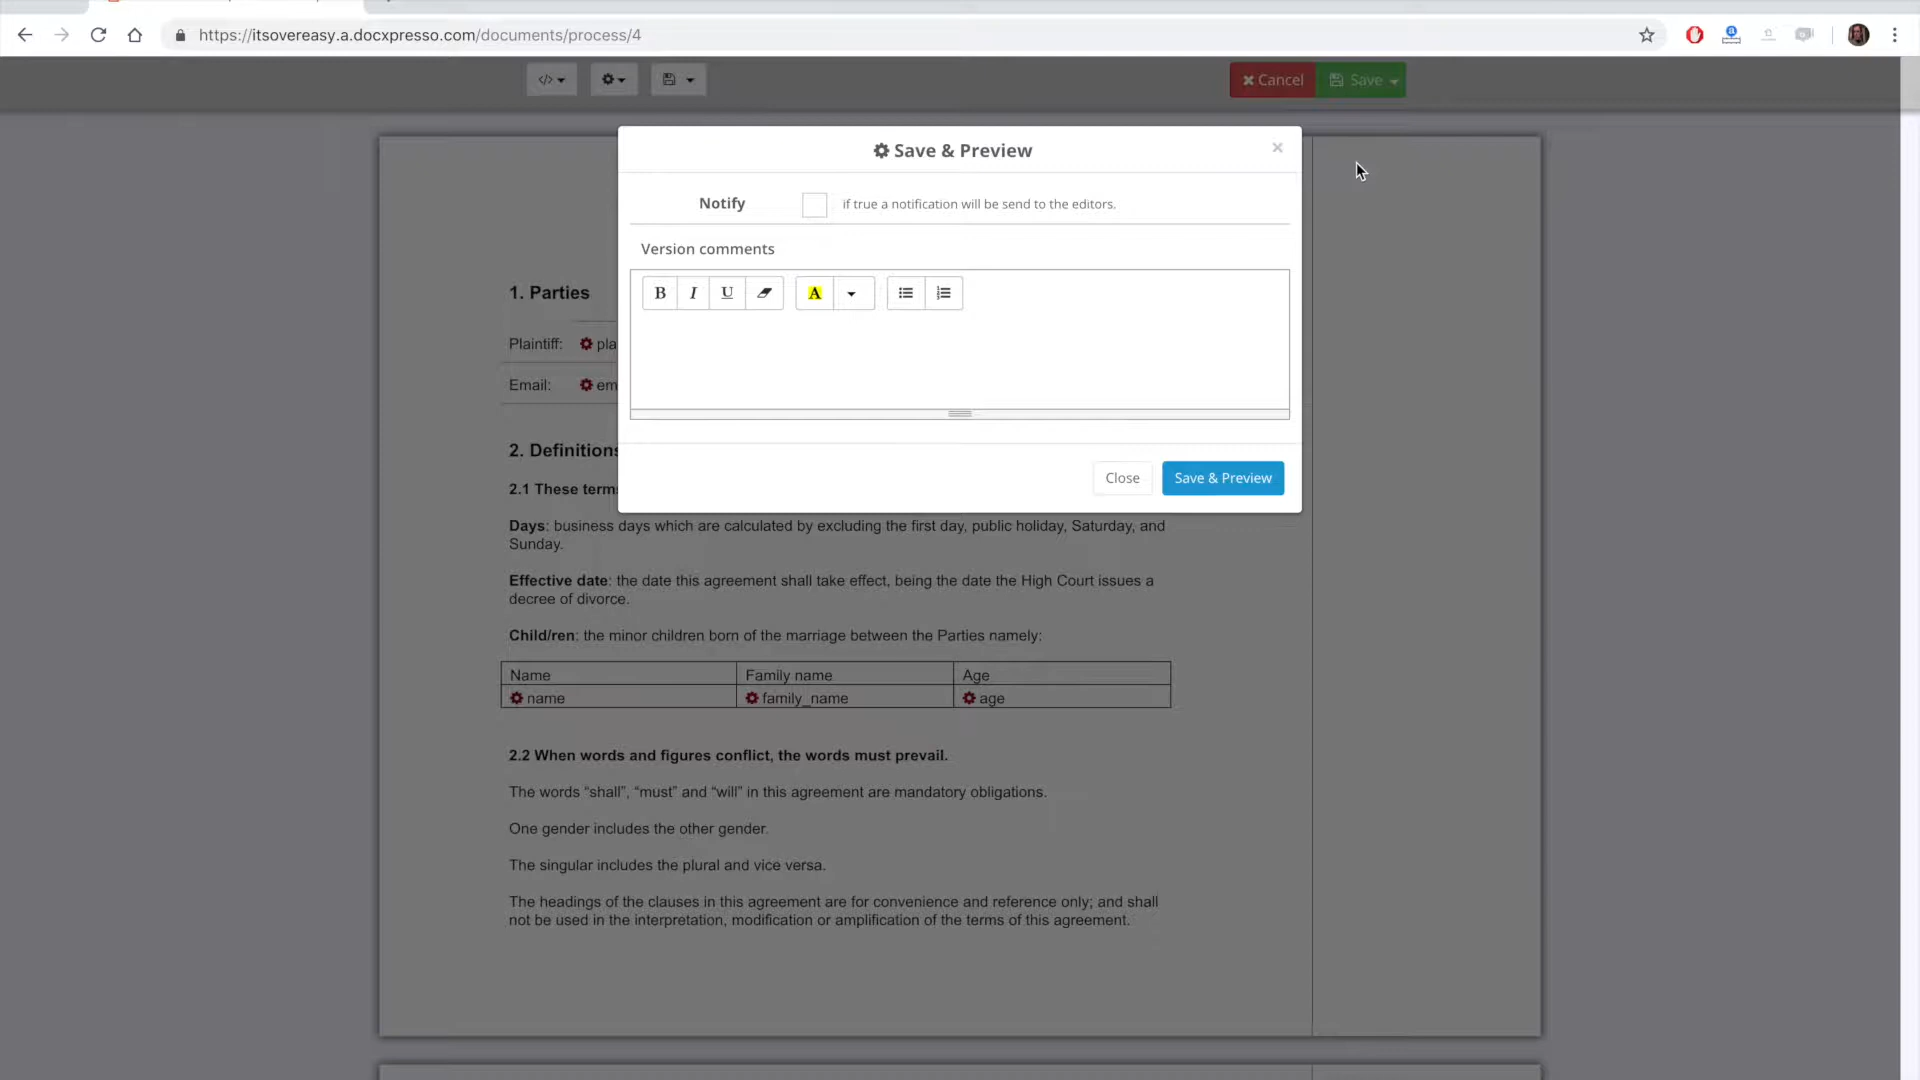 https://itsovereasy.a.docxpresso.com/documents/process/4
</>
Cancel
Save
Save & Preview
×
Notify
if true a notification will be send to the editors.
Version comments
B I U A
1. Parties
Plaintiff: pla
Email: em
Close
Save & Preview
2. Definitions
2.1 These term
Days: business days which are calculated by excluding the first day, public holiday, Saturday, and
Sunday.
Effective date: the date this agreement shall take effect, being the date the High Court issues a
decree of divorce.
Child/ren: the minor children born of the marriage between the Parties namely:
Name Family name Age
name family_name age
2.2 When words and figures conflict, the words must prevail.
The words “shall”, “must” and “will” in this agreement are mandatory obligations.
One gender includes the other gender.
The singular includes the plural and vice versa.
The headings of the clauses in this agreement are for convenience and reference only; and shall
not be used in the interpretation, modification or amplification of the terms of this agreement.